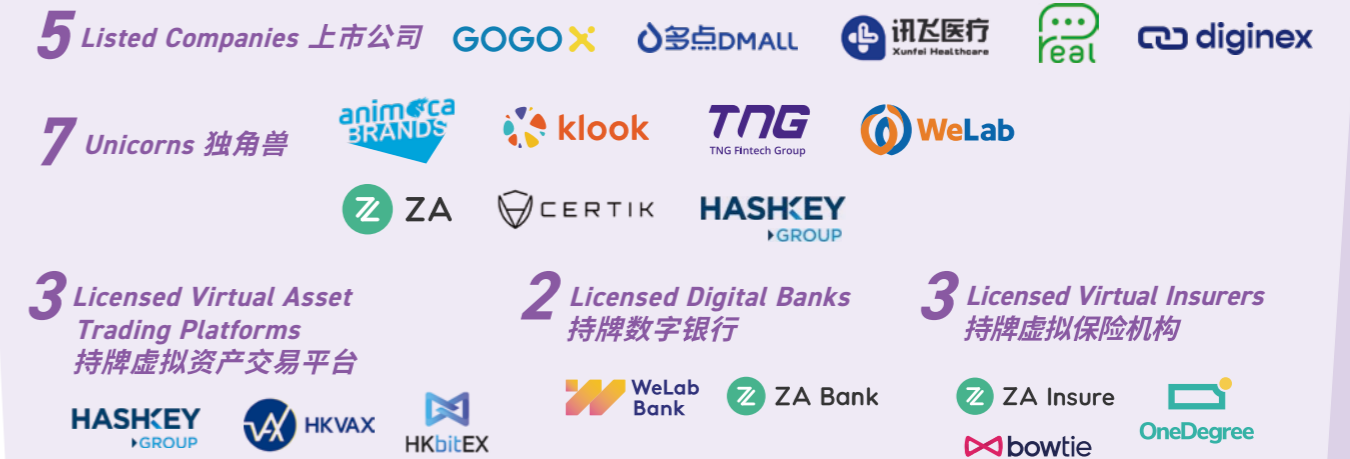 5 Listed Companies 上市公司 GOGOX 多点DMALL 讯飞医疗 Xunfei Healthcare Preal diginex
7 Unicorns 独角兽 animoca BRANDS klook TNG TNG Fintech Group WeLab
ZA CERTIK HASHKEY GROUP
3 Licensed Virtual Asset
Trading Platforms
持牌虚拟资产交易平台
HASHKEY GROUP HKVAX HKbitEX
2 Licensed Digital Banks
持牌数字银行
WeLab Bank ZA Bank
3 Licensed Virtual Insurers
持牌虚拟保险机构
ZA Insure OneDegree
bowtie